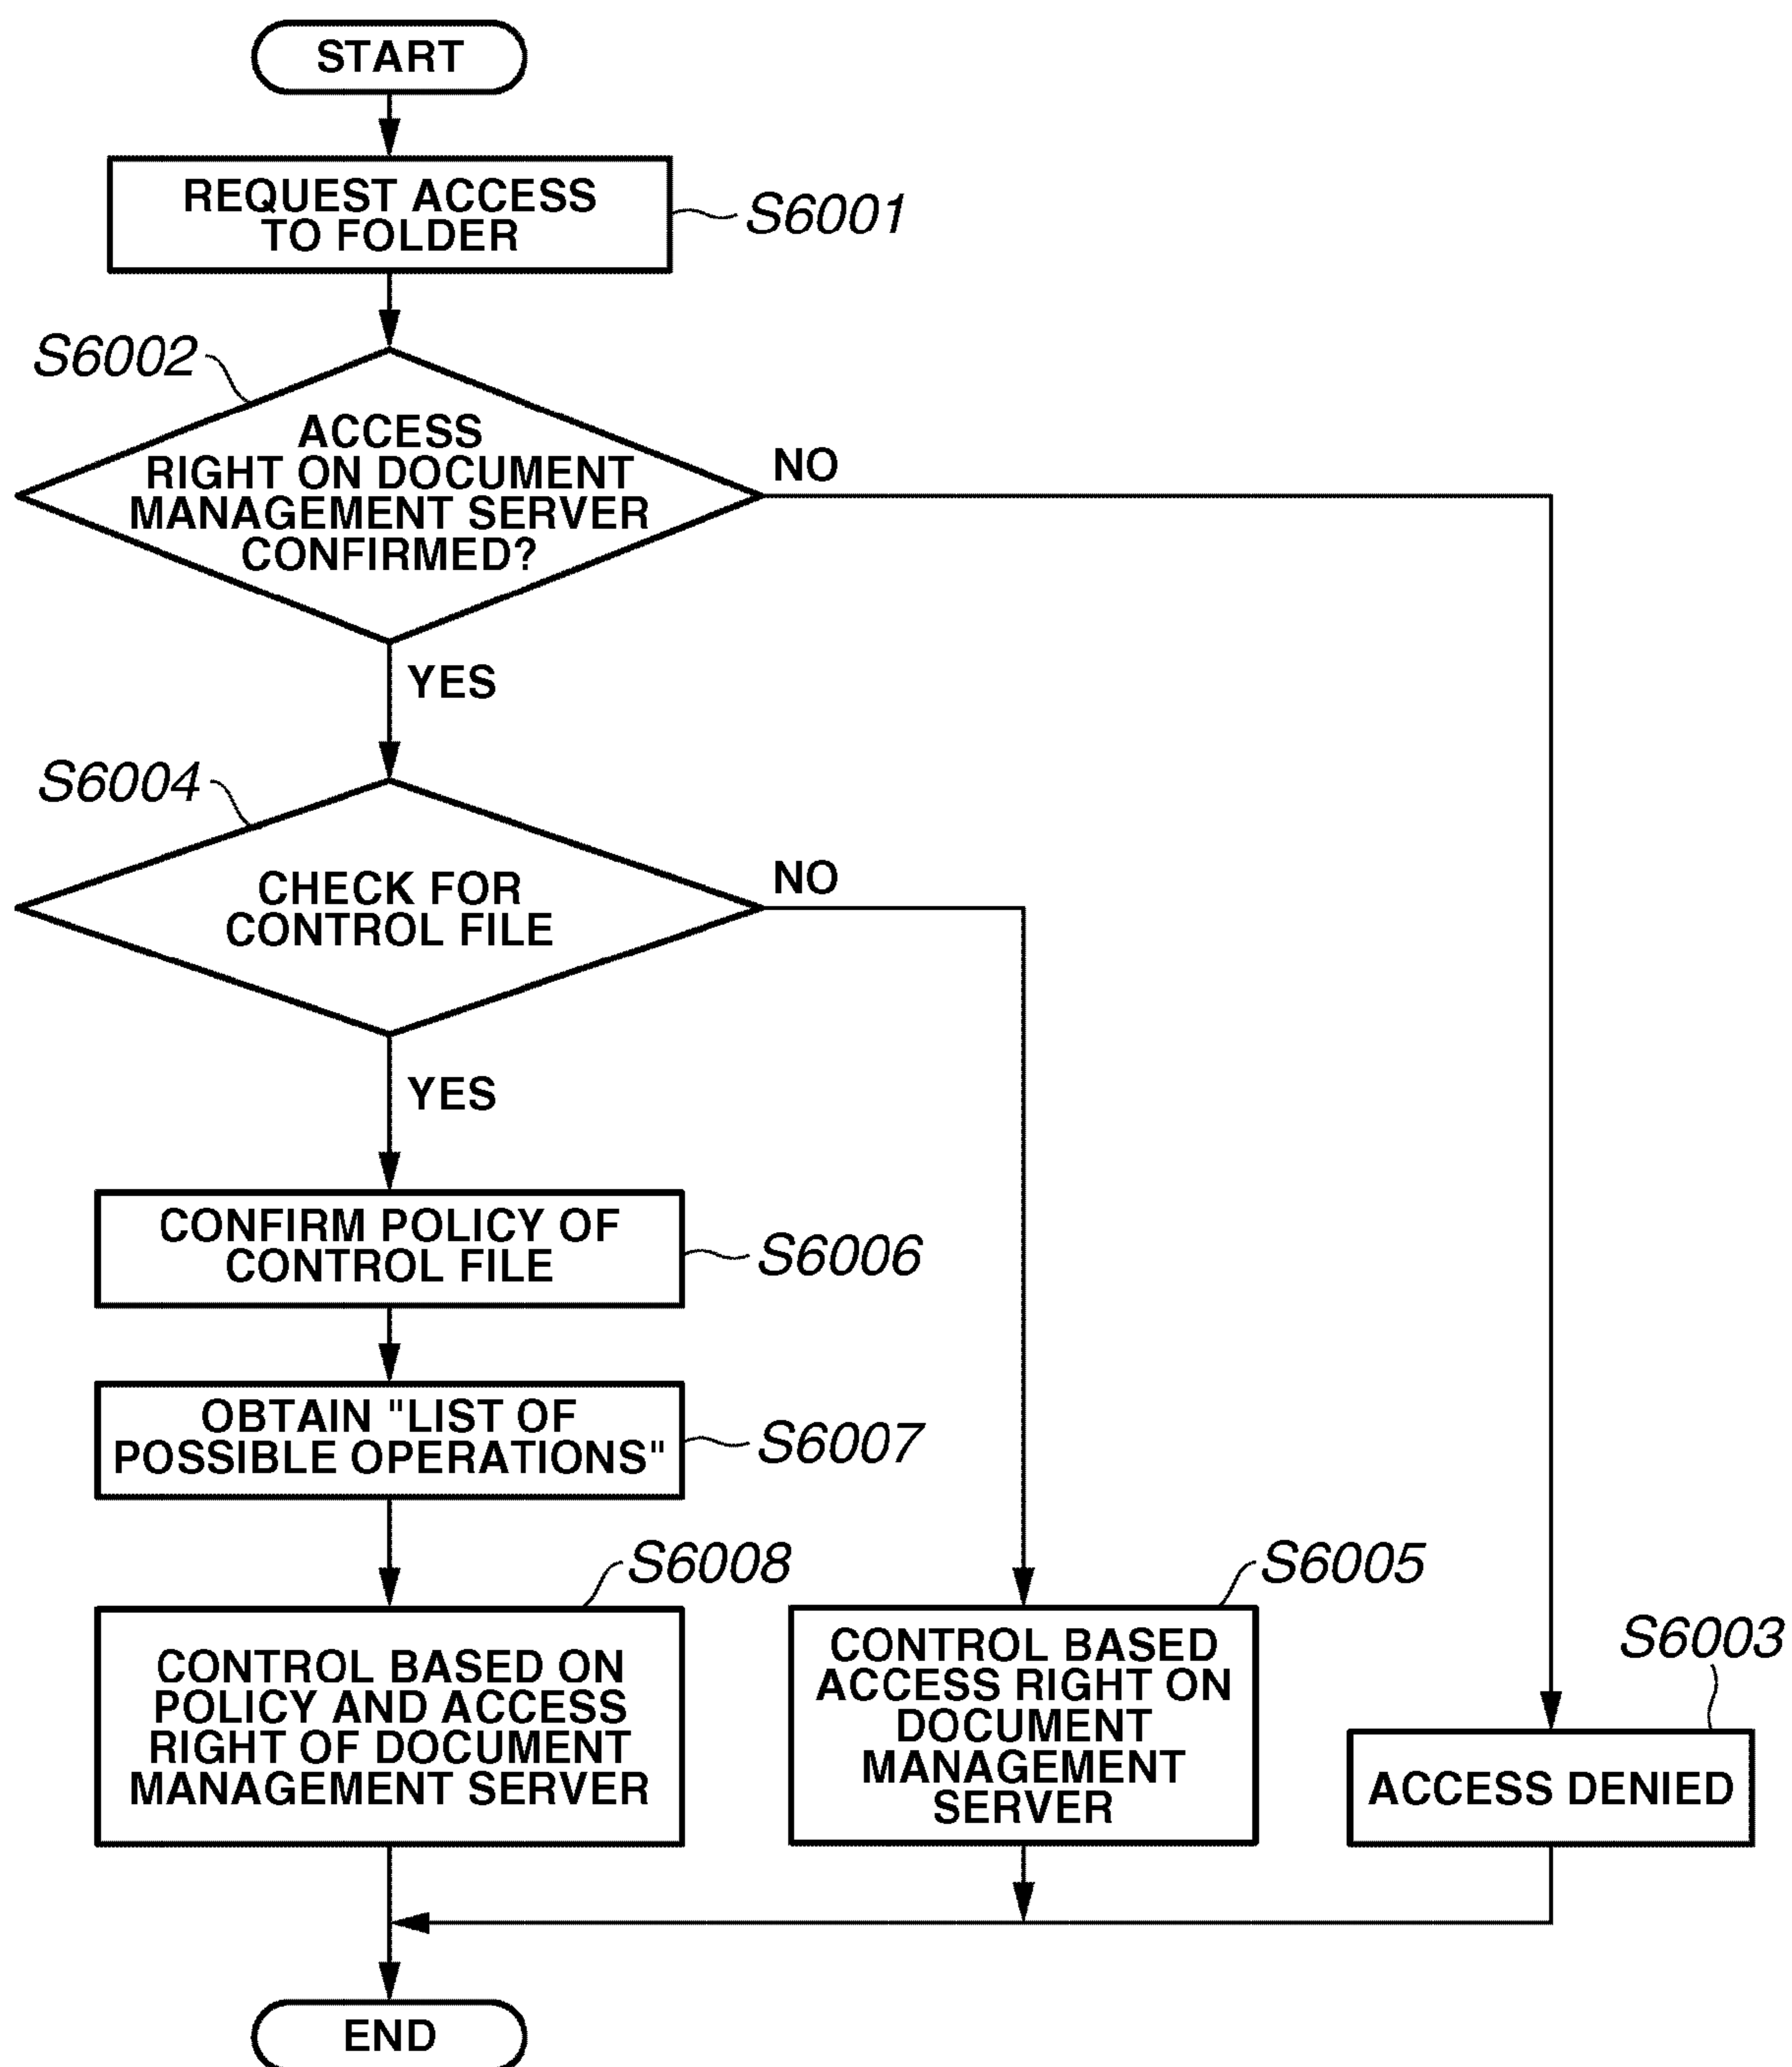 START
REQUEST ACCESS
TO FOLDER
S6001
S6002
ACCESS
RIGHT ON DOCUMENT
MANAGEMENT SERVER
CONFIRMED?
NO
YES
S6004
CHECK FOR
CONTROL FILE
NO
YES
CONFIRM POLICY OF
CONTROL FILE
S6006
OBTAIN "LIST OF
POSSIBLE OPERATIONS"
S6007
S6008
CONTROL BASED ON
POLICY AND ACCESS
RIGHT OF DOCUMENT
MANAGEMENT SERVER
S6005
CONTROL BASED
ACCESS RIGHT ON
DOCUMENT
MANAGEMENT
SERVER
S6003
ACCESS DENIED
END